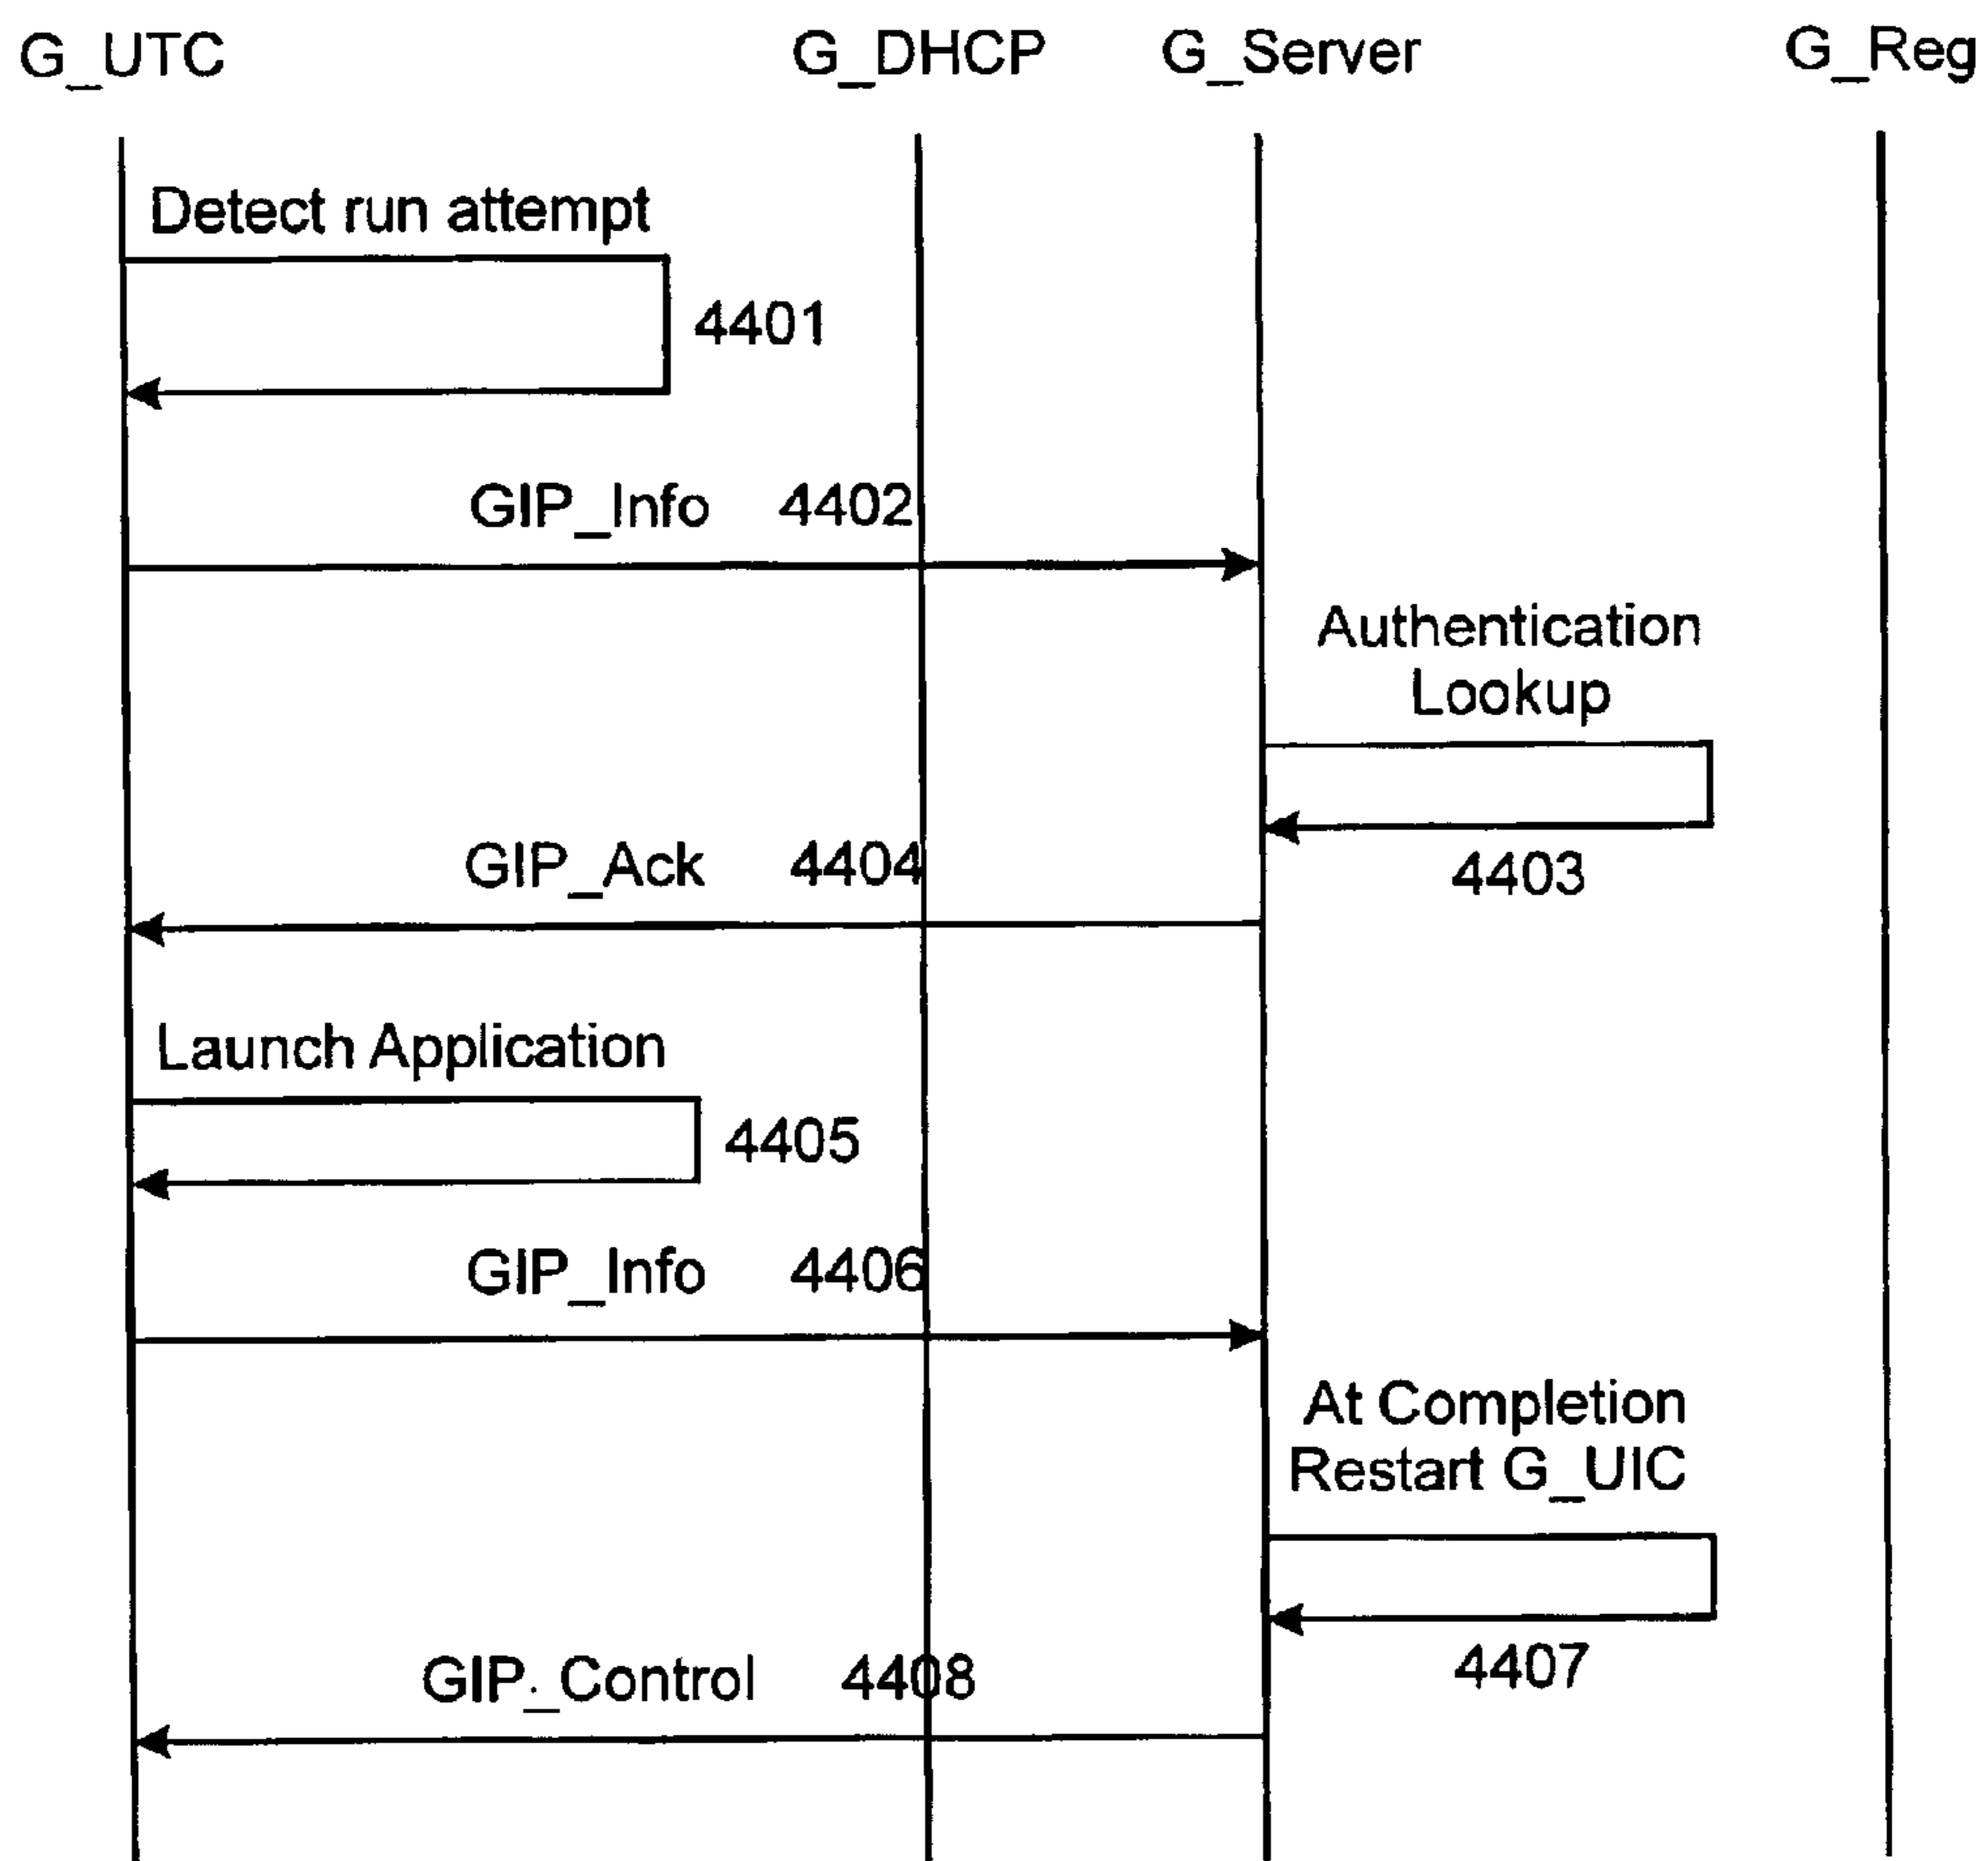 G_UTC G_DHCP G_Server G_Reg
Detect run attempt
4401
GIP_Info 4402
Authentication
Lookup
4403
GIP_Ack 4404
Launch Application
4405
GIP_Info 4406
At Completion
Restart G_UIC
4407
GIP_Control 4408